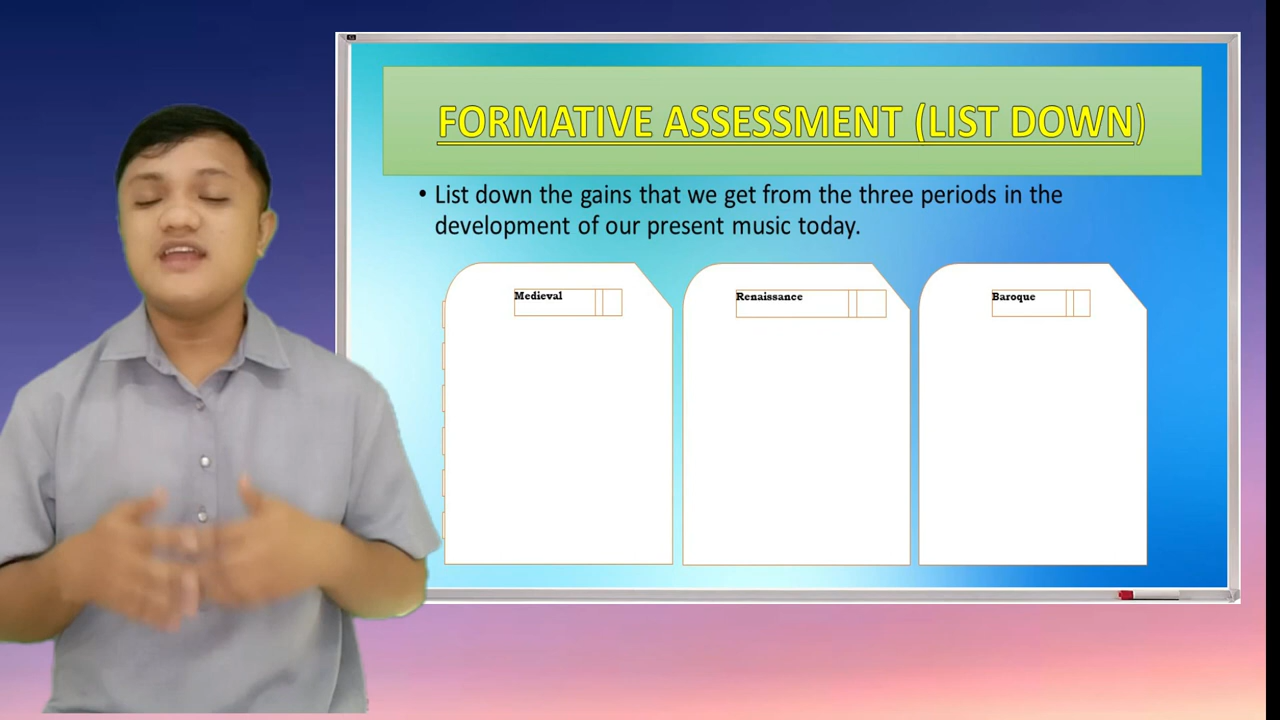 FORMATIVE ASSESSMENT (LIST DOWN)
• List down the gains that we get from the three periods in the
development of our present music today.
Medieval
Renaissance
Baroque